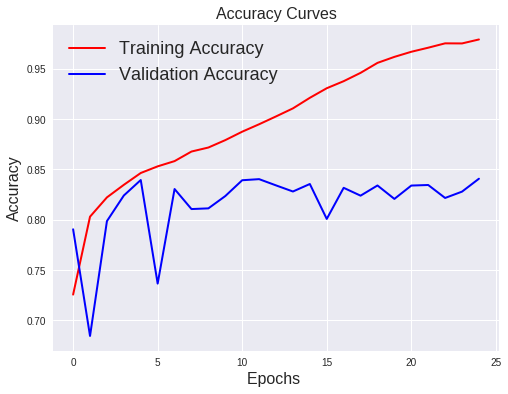 Accuracy Curves
Training Accuracy
Validation Accuracy
Accuracy
0.95
0.90
0.85
0.80
0.75
0.70
0 5 10 15 20 25
Epochs